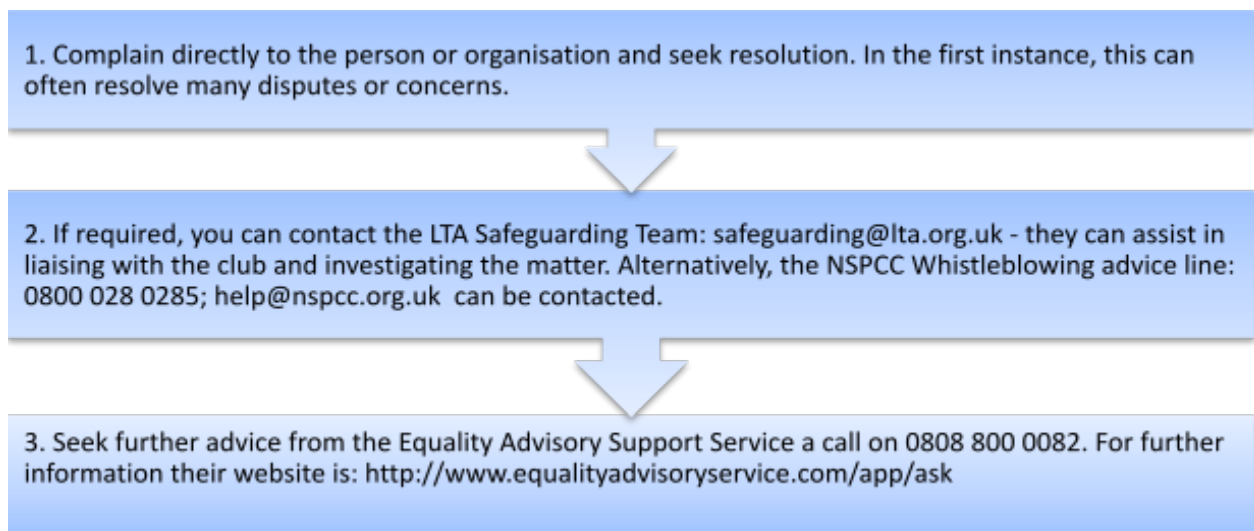 1. Complain directly to the person or organisation and seek resolution. In the first instance, this can
often resolve many disputes or concerns.
2. If required, you can contact the LTA Safeguarding Team: safeguarding@lta.org.uk - they can assist in
liaising with the club and investigating the matter. Alternatively, the NSPCC Whistleblowing advice line:
0800 028 0285; help@nspcc.org.uk  can be contacted.
3. Seek further advice from the Equality Advisory Support Service a call on 0808 800 0082. For further
information their website is: http://www.equalityadvisoryservice.com/app/ask